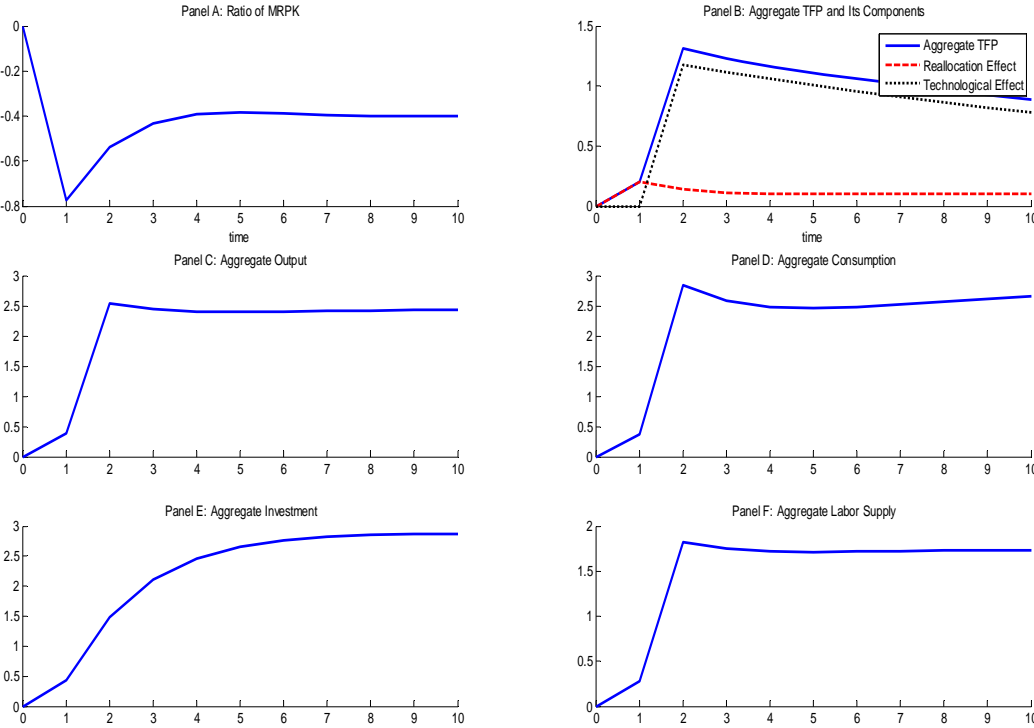 Panel A: Ratio of MRPK
0
-0.2
-0.4
-0.6
-0.8
0 1 2 3 4 5 6 7 8 9 10
time
Panel B: Aggregate TFP and Its Components
1.5
1
0.5
0
Aggregate TFP
Reallocation Effect
Technological Effect
0 1 2 3 4 5 6 7 8 9 10
time
Panel C: Aggregate Output
3
2.5
2
1.5
1
0.5
0
0 1 2 3 4 5 6 7 8 9 10
Panel D: Aggregate Consumption
3
2.5
2
1.5
1
0.5
0
0 1 2 3 4 5 6 7 8 9 10
Panel E: Aggregate Investment
3
2.5
2
1.5
1
0.5
0
0 1 2 3 4 5 6 7 8 9 10
Panel F: Aggregate Labor Supply
2
1.5
1
0.5
0
0 1 2 3 4 5 6 7 8 9 10